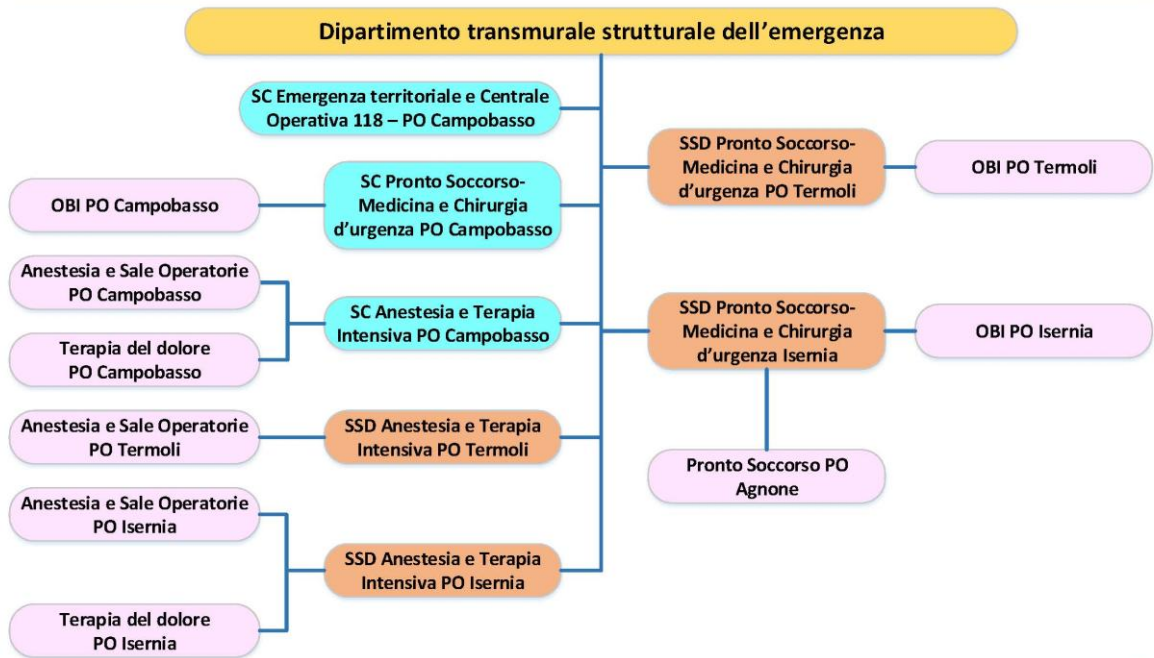 Dipartimento transmurale strutturale dell'emergenza
SC Emergenza territoriale e Centrale
Operativa 118 – PO Campobasso
SSD Pronto Soccorso-
Medicina e Chirurgia
d'urgenza PO Termoli
OBI PO Termoli
OBI PO Campobasso
SC Pronto Soccorso-
Medicina e Chirurgia
d'urgenza PO Campobasso
Anestesia e Sale Operatorie
PO Campobasso
Terapia del dolore
PO Campobasso
SC Anestesia e Terapia
Intensiva PO Campobasso
SSD Pronto Soccorso-
Medicina e Chirurgia
d'urgenza Isernia
OBI PO Isernia
Anestesia e Sale Operatorie
PO Termoli
SSD Anestesia e Terapia
Intensiva PO Termoli
Pronto Soccorso PO
Agnone
Anestesia e Sale Operatorie
PO Isernia
SSD Anestesia e Terapia
Intensiva PO Isernia
Terapia del dolore
PO Isernia